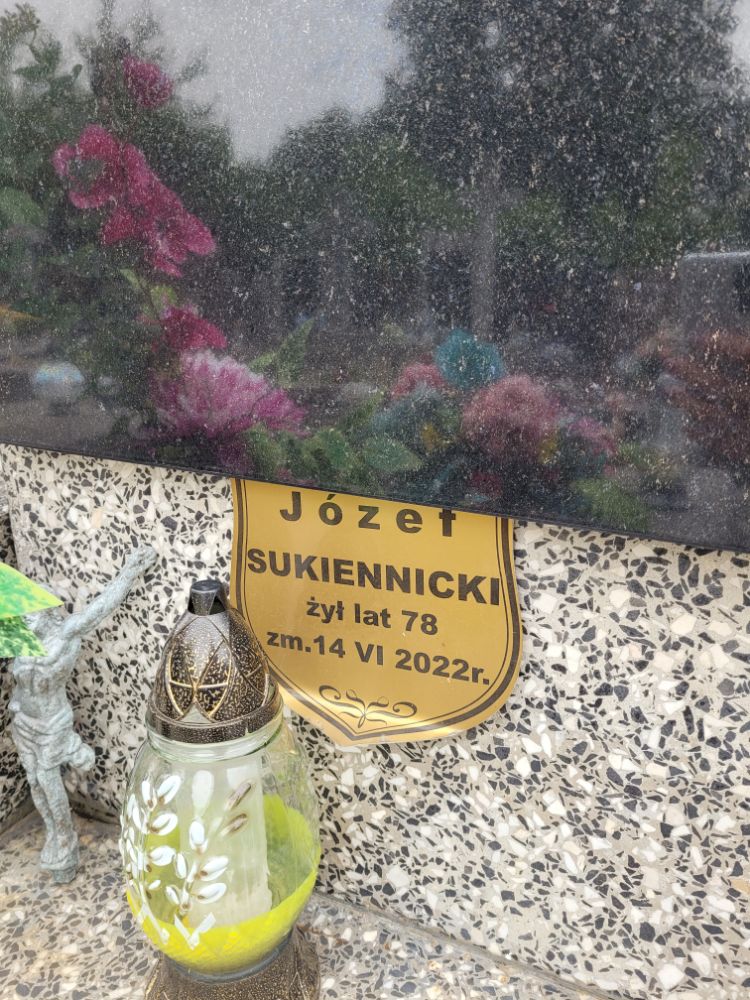 Józef
SUKIENNICKI
żył lat 78
zm.14 VI 2022r.